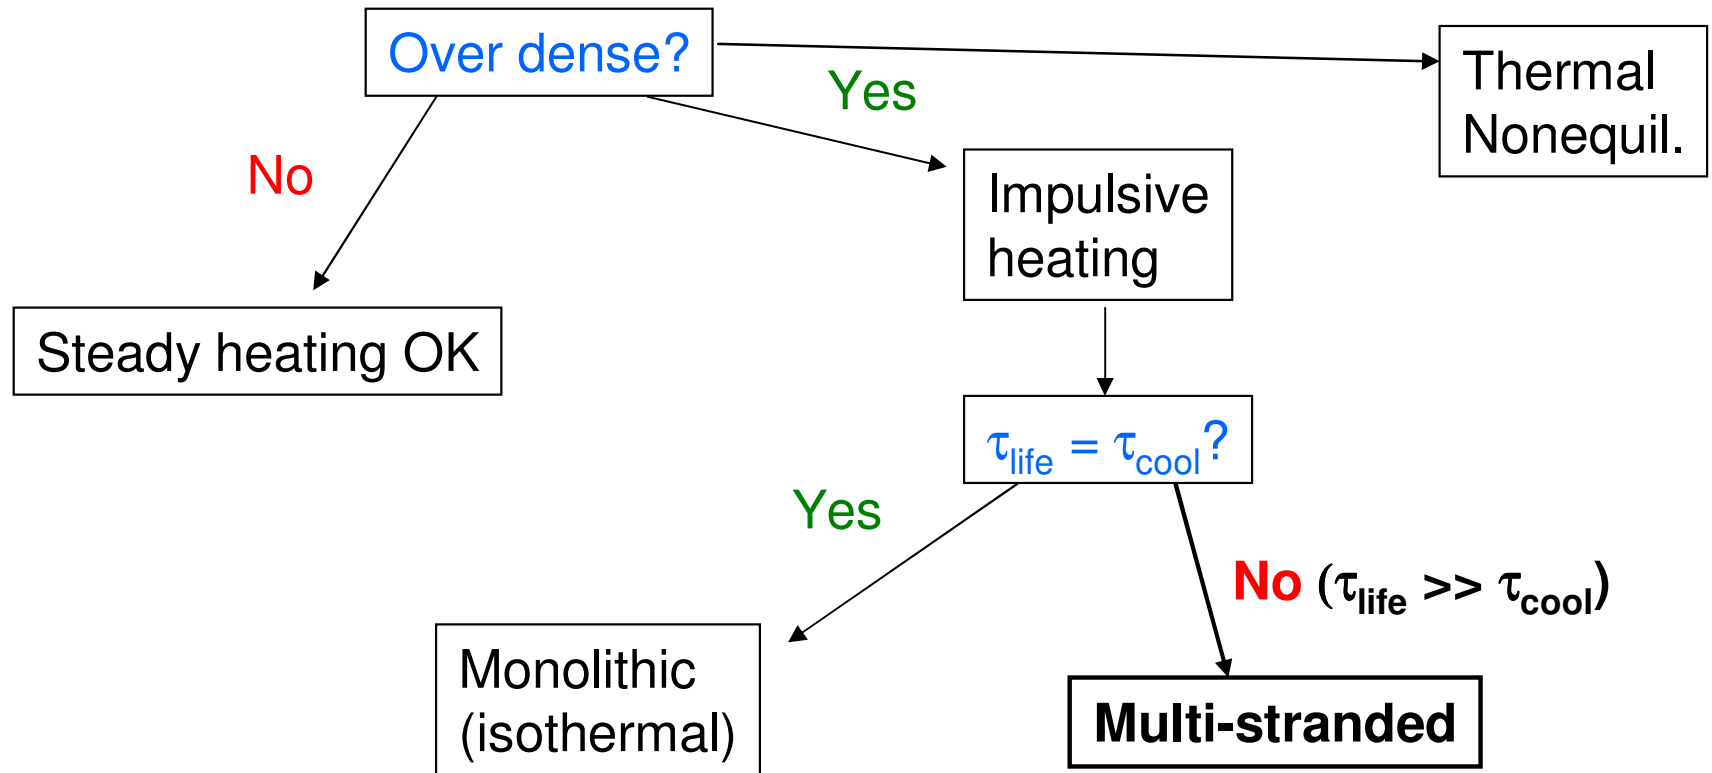 Over dense?
Thermal
Nonequil.
Yes
No
Impulsive
heating
Steady heating OK
τlife = τcool?
Yes
No (τlife >> τcool)
Monolithic
(isothermal)
Multi-stranded